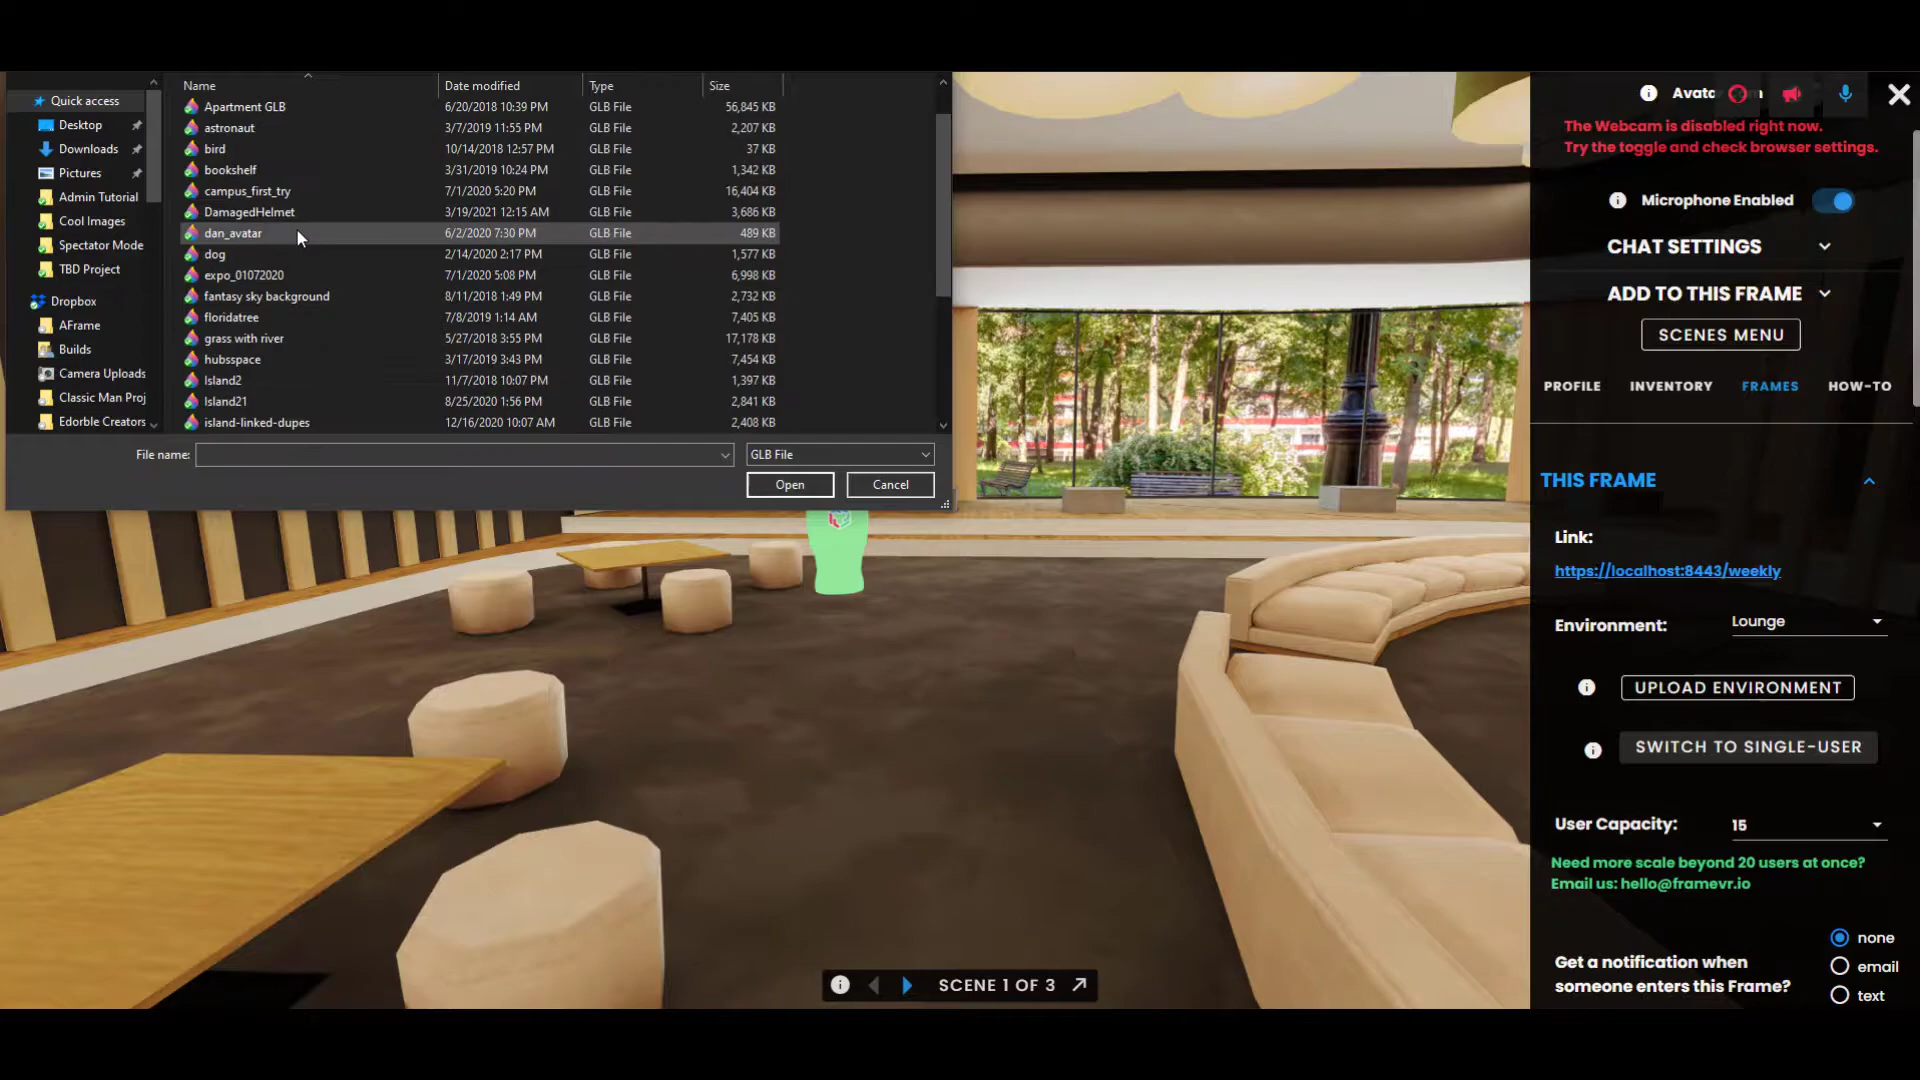 Name Date modified Type Size
Quick access
Desktop
Downloads
Pictures
Admin Tutorial
Cool Images
Spectator Mode
TBD Project
Dropbox
AFrame
Builds
Camera Uploads
Classic Man Proj
Edorble Creators
Apartment GLB 6/20/2018 10:39 PM GLB File 56,845 KB
astronaut 3/7/2019 11:55 PM GLB File 2,207 KB
bird 10/14/2018 12:57 PM GLB File 37 KB
bookshelf 3/31/2019 10:24 PM GLB File 1,342 KB
campus_first_try 7/1/2020 5:20 PM GLB File 16,404 KB
DamagedHelmet 3/19/2021 12:15 AM GLB File 3,686 KB
dan_avatar 6/2/2020 7:30 PM GLB File 489 KB
dog 2/14/2020 2:17 PM GLB File 1,577 KB
expo_01072020 7/1/2020 5:08 PM GLB File 6,998 KB
fantasy sky background 8/11/2018 1:49 PM GLB File 2,732 KB
floridatree 7/8/2019 1:14 AM GLB File 7,405 KB
grass with river 5/27/2018 3:55 PM GLB File 17,178 KB
hubsspace 3/17/2019 3:43 PM GLB File 7,454 KB
Island2 11/7/2018 10:07 PM GLB File 1,397 KB
Island21 8/25/2020 1:56 PM GLB File 2,841 KB
island-linked-dupes 12/16/2020 10:07 AM GLB File 2,408 KB
File name: GLB File
Open Cancel
The Webcam is disabled right now.
Try the toggle and check browser settings.
Microphone Enabled
CHAT SETTINGS
ADD TO THIS FRAME
SCENES MENU
PROFILE INVENTORY FRAMES HOW-TO
THIS FRAME
Link:
https://localhost:8443/weekly
Environment: Lounge
UPLOAD ENVIRONMENT
SWITCH TO SINGLE-USER
User Capacity: 15
Need more scale beyond 20 users at once?
Email us: hello@framevr.io
Get a notification when
someone enters this Frame?
none
email
text
SCENE 1 OF 3